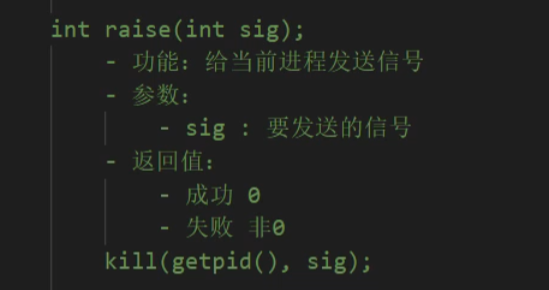 int raise(int sig);
- 功能：给当前进程发送信号
- 参数：
- sig : 要发送的信号
- 返回值：
- 成功 0
- 失败 非0
kill(getpid(), sig);